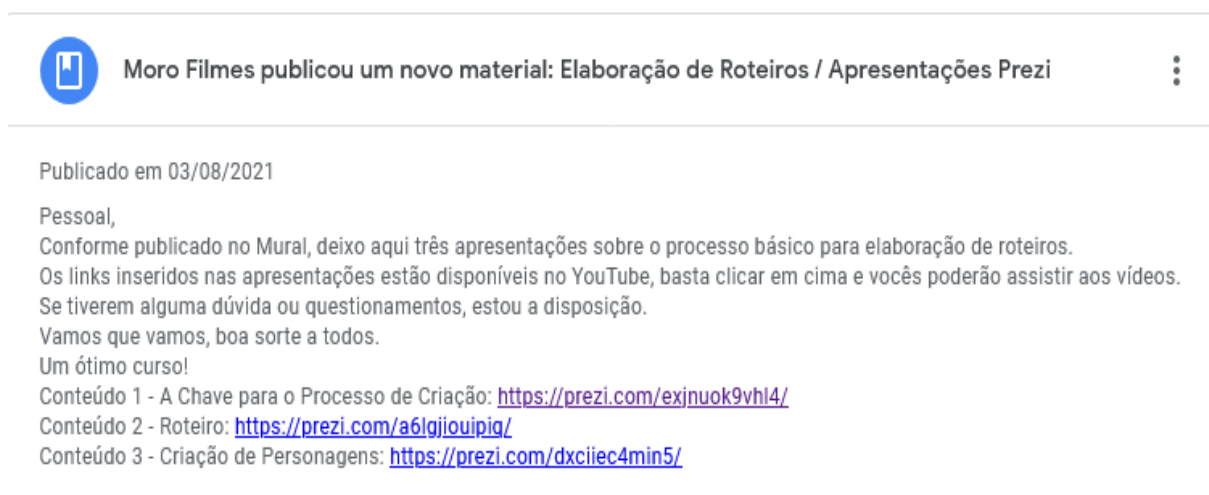 Moro Filmes publicou um novo material: Elaboração de Roteiros / Apresentações Prezi
Publicado em 03/08/2021
Pessoal,
Conforme publicado no Mural, deixo aqui três apresentações sobre o processo básico para elaboração de roteiros.
Os links inseridos nas apresentações estão disponíveis no YouTube, basta clicar em cima e vocês poderão assistir aos vídeos.
Se tiverem alguma dúvida ou questionamentos, estou a disposição.
Vamos que vamos, boa sorte a todos.
Um ótimo curso!
Conteúdo 1 - A Chave para o Processo de Criação: https://prezi.com/exjnuok9vhl4/
Conteúdo 2 - Roteiro: https://prezi.com/a6lgjiouipiq/
Conteúdo 3 - Criação de Personagens: https://prezi.com/dxciiec4min5/